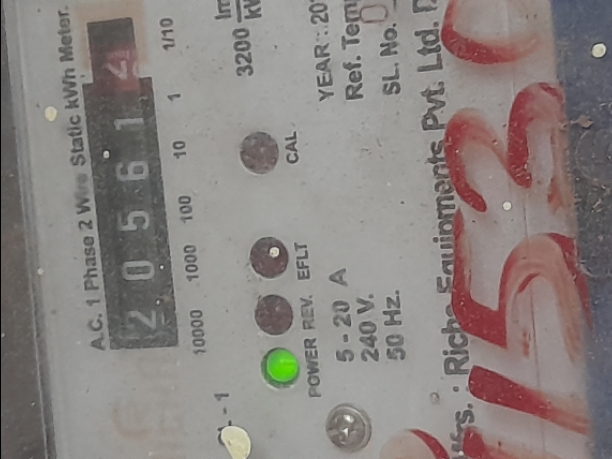 A.C. 1 Phase 2 Wire Static kWh Meter.
2 0 5 6 1
10000 1000 100 10 1 1/10
POWER REV. EFLT CAL
3200
5 - 20 A
240 V.
50 Hz.
YEAR :
Ref. Temp
SL. No.
Equipments Pvt. Ltd.